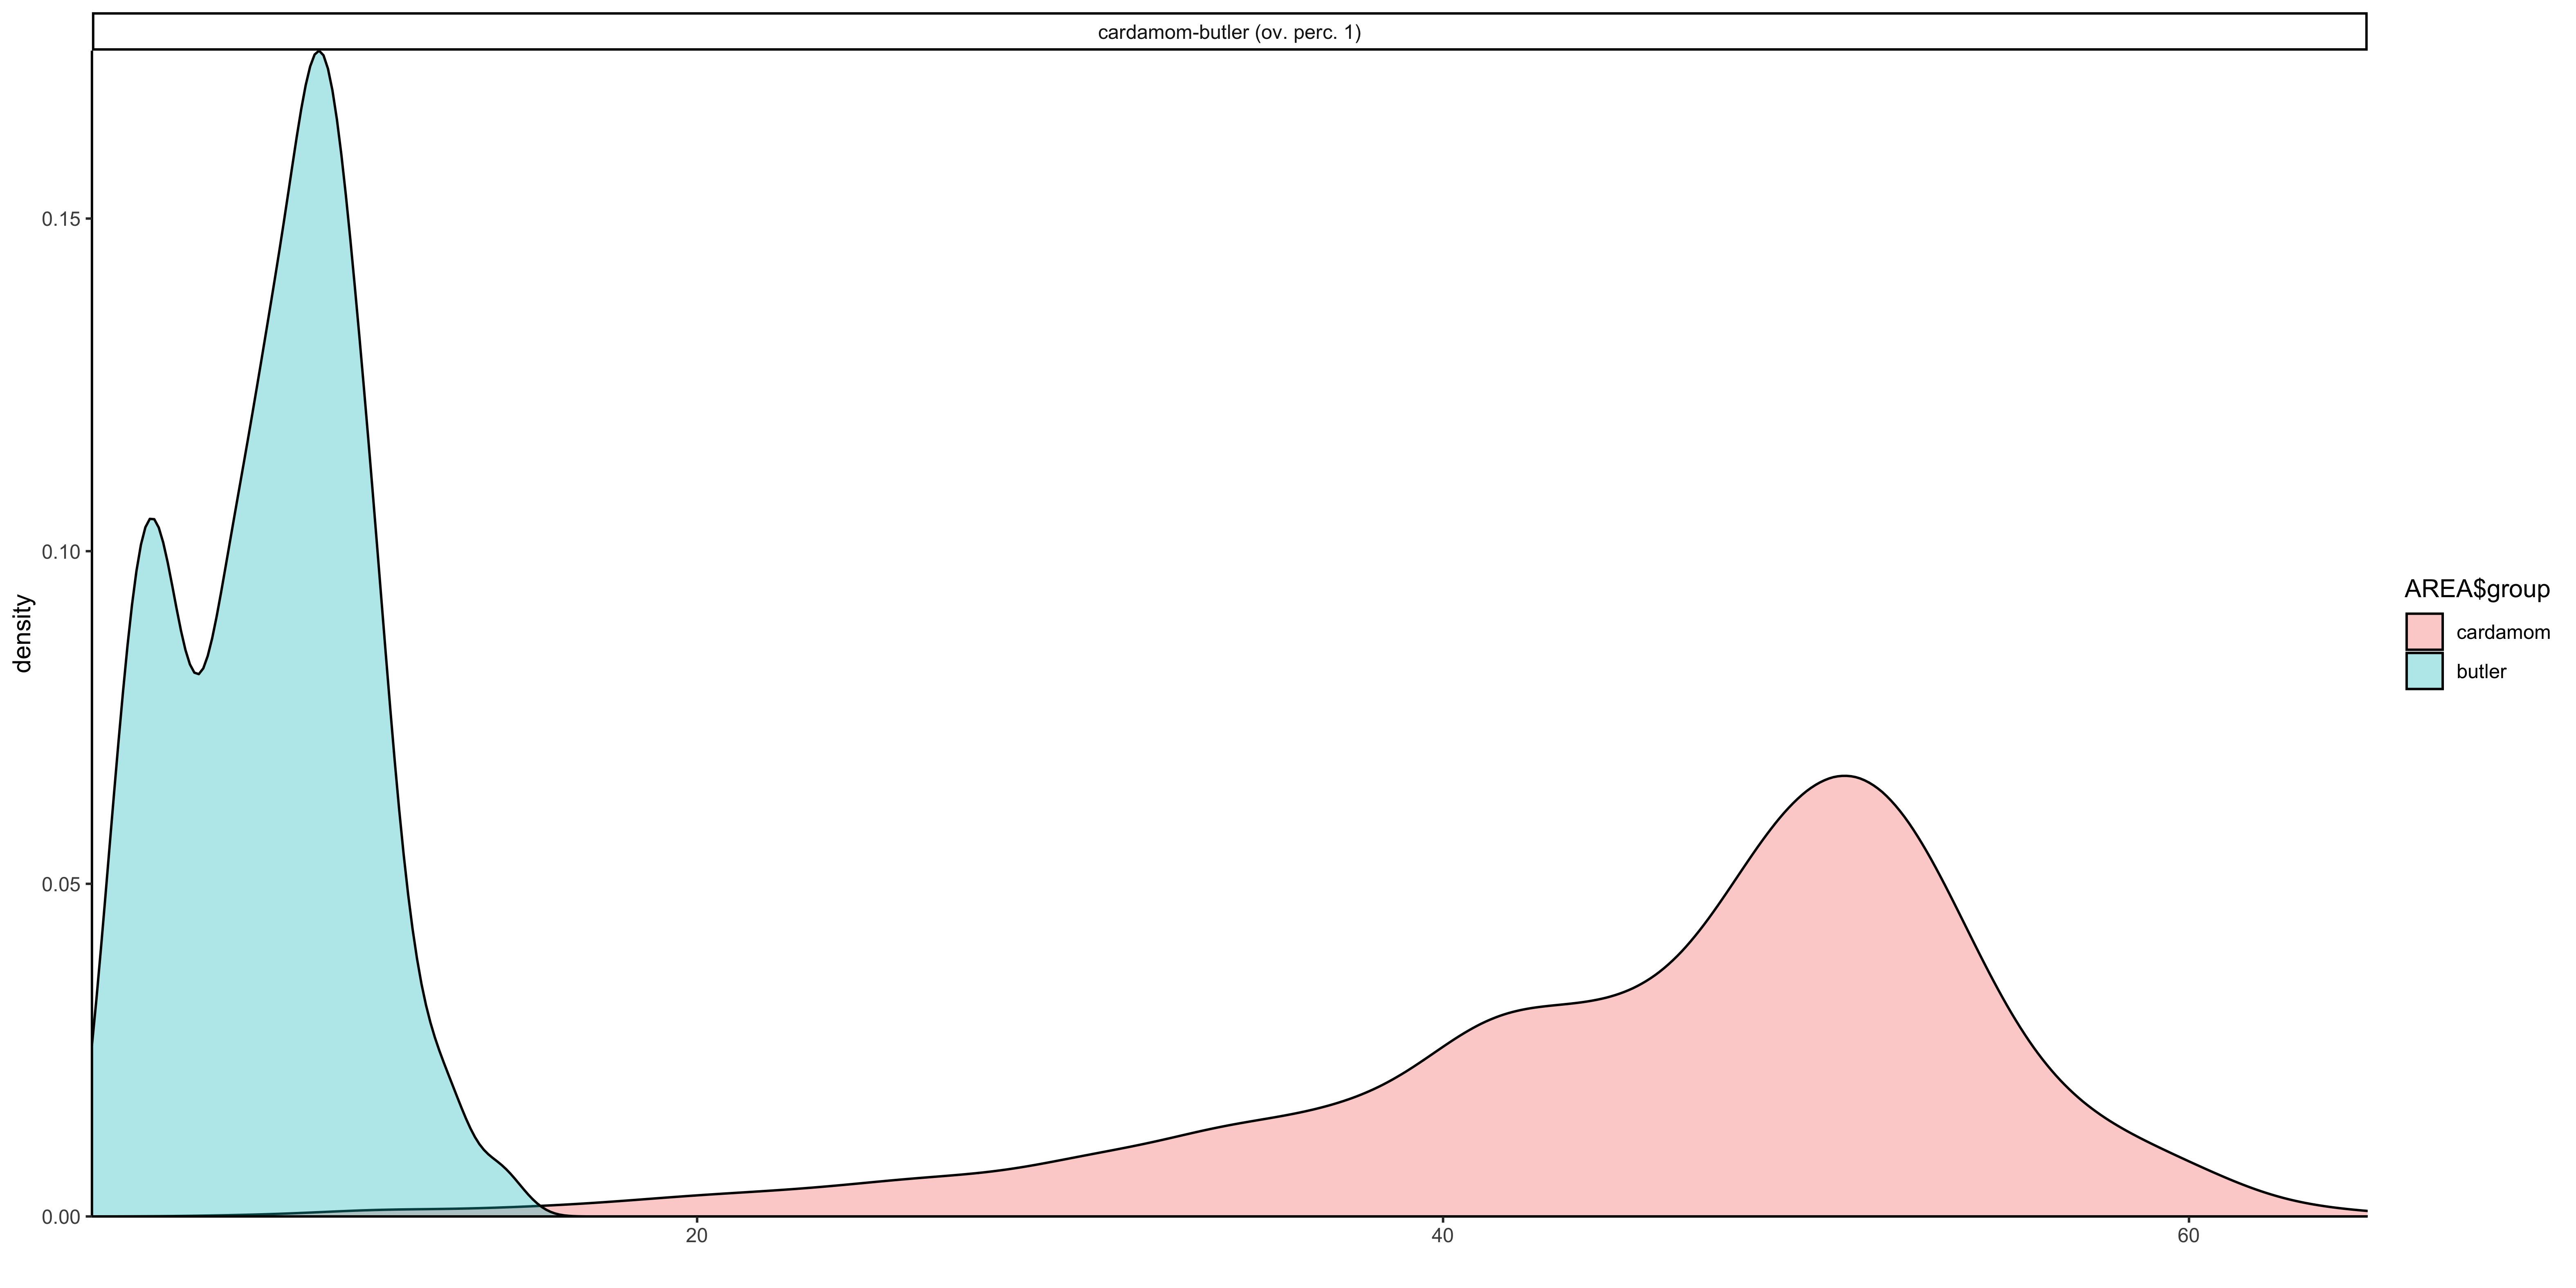 cardamom-butler (ov. perc. 1)
0.15
0.10
0.05
0.00
density
20 40 60
AREA$group
cardamom
butler